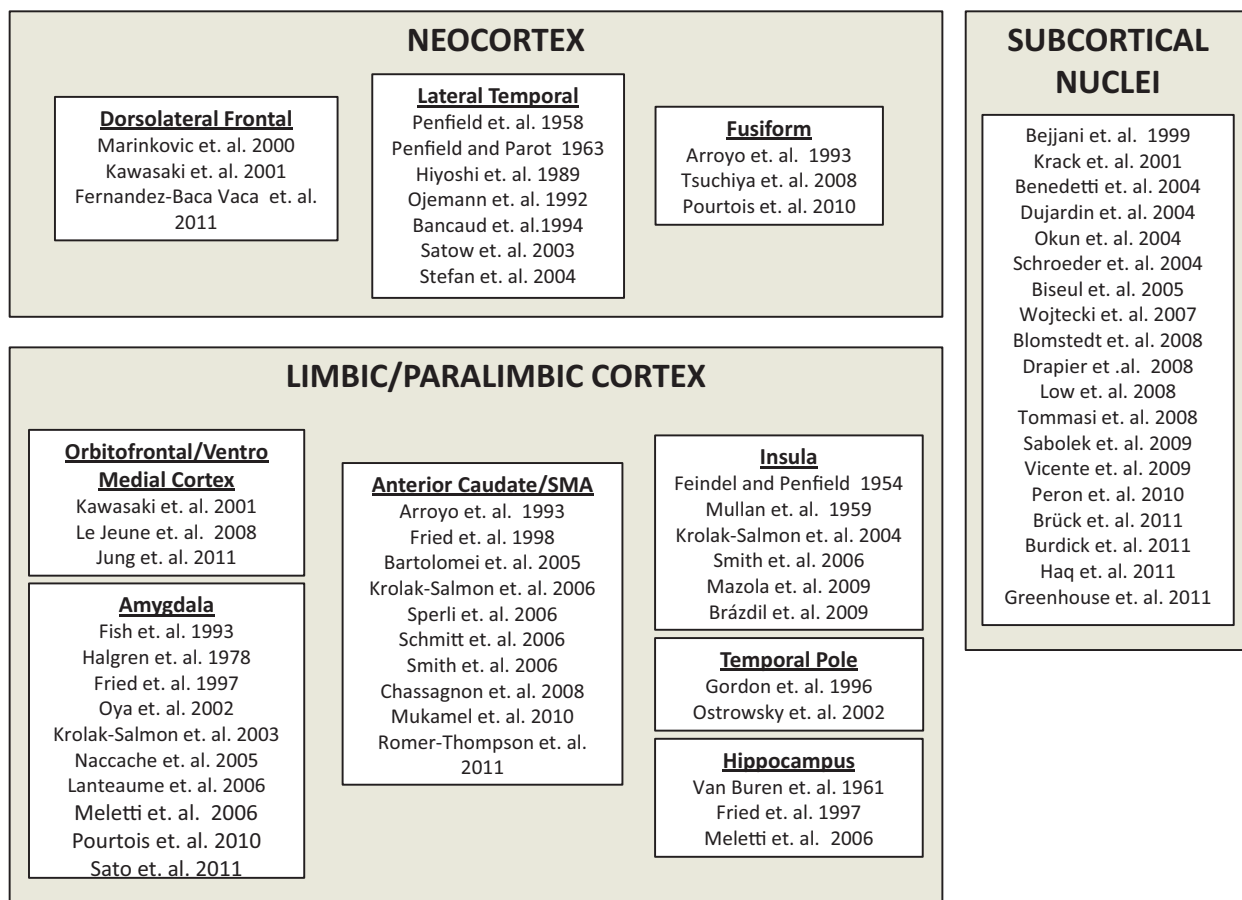 NEOCORTEX
Dorsolateral Frontal
Marinkovic et. al. 2000
Kawasaki et. al. 2001
Fernandez-Baca Vaca et. al.
2011
Lateral Temporal
Penfield et. al. 1958
Penfield and Parot 1963
Hiyoshi et. al. 1989
Ojemann et. al. 1992
Bancaud et. al.1994
Satow et. al. 2003
Stefan et. al. 2004
Fusiform
Arroyo et. al. 1993
Tsuchiya et. al. 2008
Pourtois et. al. 2010
LIMBIC/PARALIMBIC CORTEX
Orbitofrontal/Ventro
Medial Cortex
Kawasaki et. al. 2001
Le Jeune et. al. 2008
Jung et. al. 2011
Amygdala
Fish et. al. 1993
Halgren et. al. 1978
Fried et. al. 1997
Oya et. al. 2002
Krolak-Salmon et. al. 2003
Naccache et. al. 2005
Lanteaume et. al. 2006
Meletti et. al. 2006
Pourtois et. al. 2010
Sato et. al. 2011
Anterior Caudate/SMA
Arroyo et. al. 1993
Fried et. al. 1998
Bartolomei et. al. 2005
Krolak-Salmon et. al. 2006
Sperli et. al. 2006
Schmitt et. al. 2006
Smith et. al. 2006
Chassagnon et. al. 2008
Mukamel et. al. 2010
Romer-Thompson et. al.
2011
Insula
Feindel and Penfield 1954
Mullan et. al. 1959
Krolak-Salmon et. al. 2004
Smith et. al. 2006
Mazola et. al. 2009
Brázdil et. al. 2009
Temporal Pole
Gordon et. al. 1996
Ostrowsky et. al. 2002
Hippocampus
Van Buren et. al. 1961
Fried et. al. 1997
Meletti et. al. 2006
SUBCORTICAL
NUCLEI
Bejjani et. al. 1999
Krack et. al. 2001
Benedetti et. al. 2004
Dujardin et. al. 2004
Okun et. al. 2004
Schroeder et. al. 2004
Biseul et. al. 2005
Wojtecki et. al. 2007
Blomstedt et. al. 2008
Drapier et .al. 2008
Low et. al. 2008
Tommasi et. al. 2008
Sabolek et. al. 2009
Vicente et. al. 2009
Peron et. al. 2010
Brück et. al. 2011
Burdick et. al. 2011
Haq et. al. 2011
Greenhouse et. al. 2011